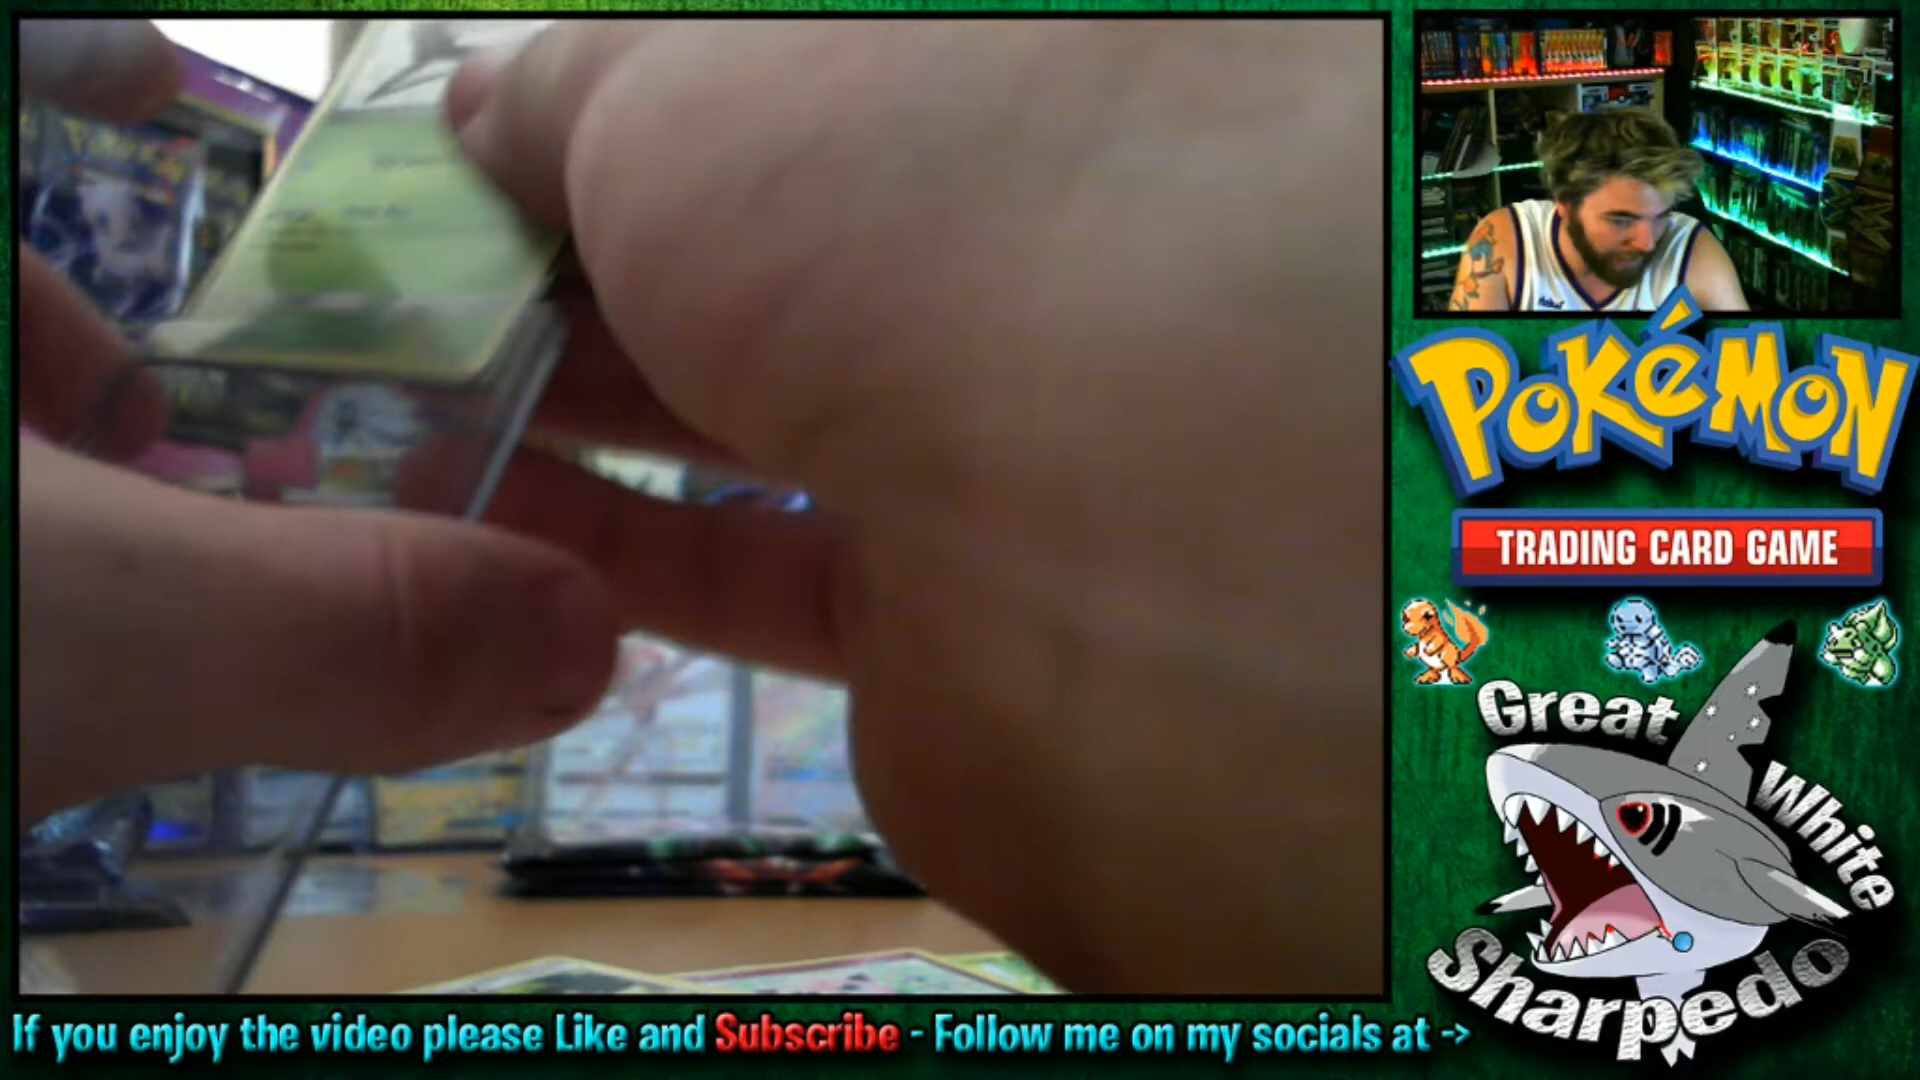 Pokémon
POKéMON
TRADING CARD GAME
Great
White
Sharpedo
If you enjoy the video please Like and Subscribe - Follow me on my socials at ->